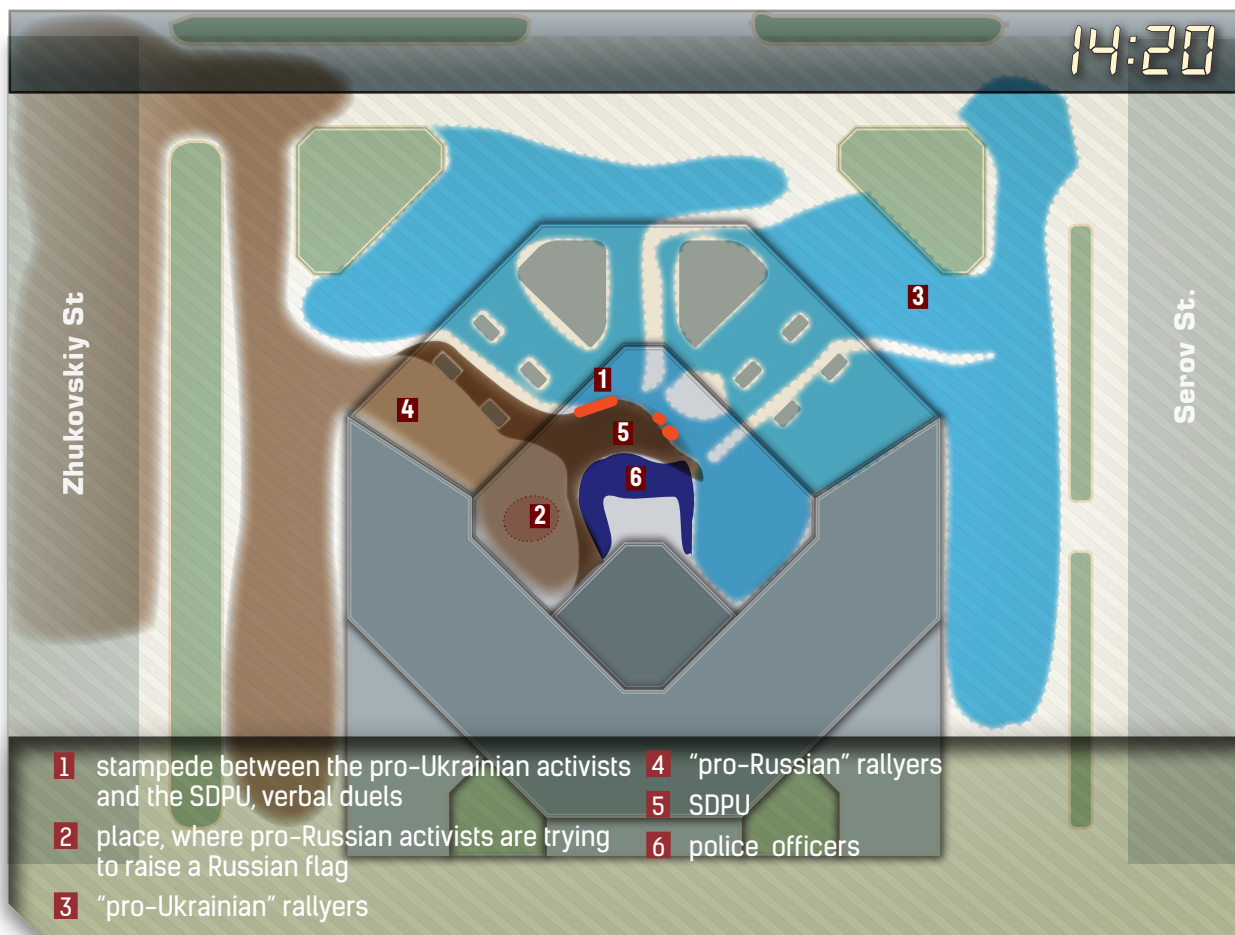 14:20
Zhukovskiy St
Serov St.
3
1
4
5
6
2
1 stampede between the pro-Ukrainian activists
and the SDPU, verbal duels
2 place, where pro-Russian activists are trying
to raise a Russian flag
3 “pro-Ukrainian” rallyers
4 “pro-Russian” rallyers
5 SDPU
6 police officers